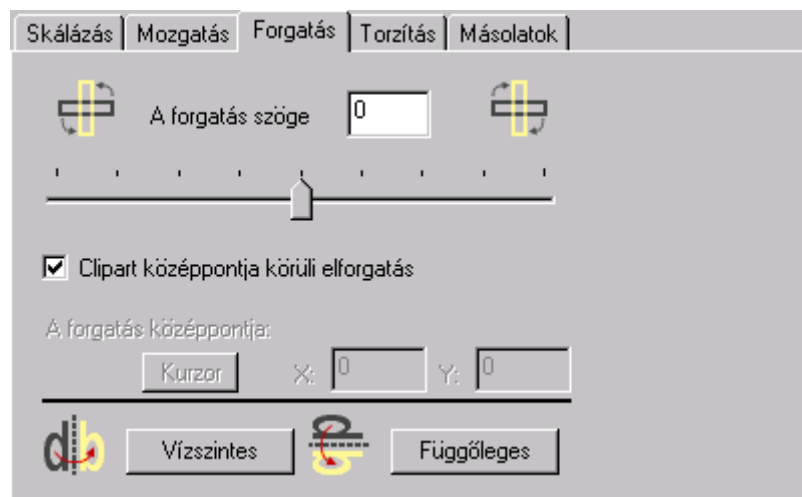 Skálázás Mozgatás Forgatás Torzítás Másolatok
A forgatás szöge 0
Clipart középpontja körüli elforgatás
A forgatás középpontja:
Kurzor X: 0 Y: 0
Vízszintes Függőleges